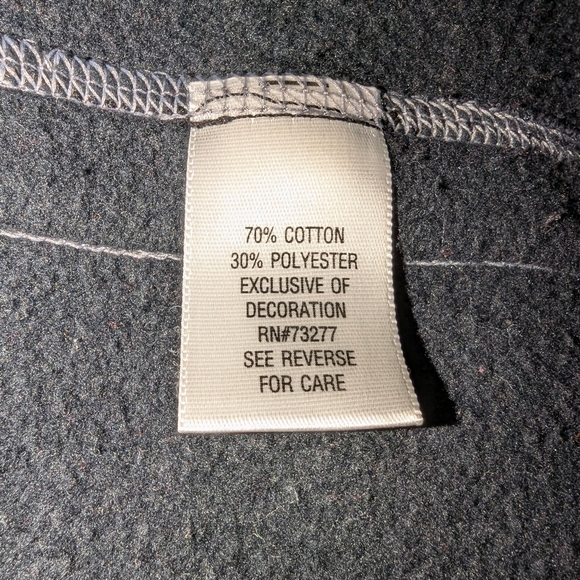 70% COTTON
30% POLYESTER
EXCLUSIVE OF
DECORATION
RN#73277
SEE REVERSE
FOR CARE